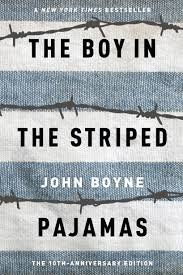 A NEW YORK TIMES BESTSELLER
THE BOY IN
THE STRIPED
JOHN BOYNE
PAJAMAS
THE 10TH-ANNIVERSARY EDITION